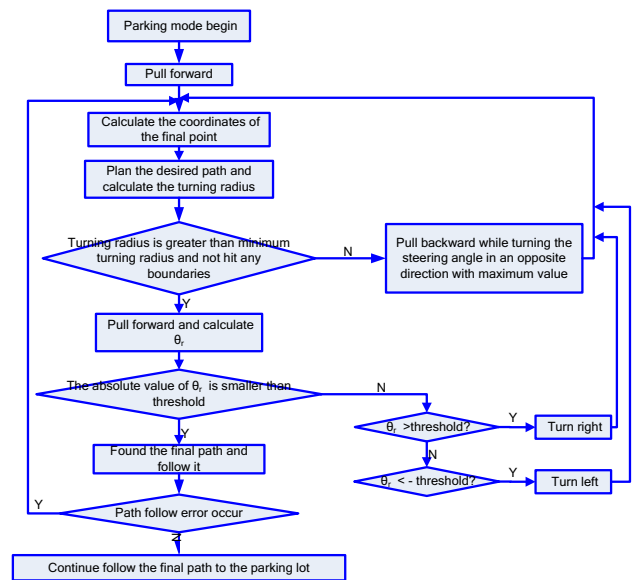 Parking mode begin
Pull forward
Calculate the coordinates of
the final point
Plan the desired path and
calculate the turning radius
Turning radius is greater than minimum
turning radius and not hit any
boundaries
N
Pull backward while turning the
steering angle in an opposite
direction with maximum value
Y
Pull forward and calculate
θr
The absolute value of θr is smaller than
threshold
N
θr >threshold?
Y
Turn right
Y
N
Found the final path and
follow it
θr < - threshold?
Y
Turn left
Y
Path follow error occur
N
Continue follow the final path to the parking lot